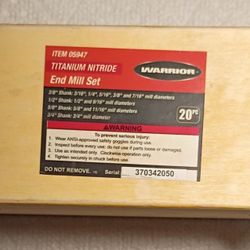 ITEM 05947
TITANIUM NITRIDE
End Mill Set
WARRIOR
3/8" Shank: 3/16", 1/4", 5/16", 3/8" and 7/16" mill diameters
1/2" Shank: 1/2" and 9/16" mill diameters
5/8" Shank: 5/8" and 11/16" mill diameters
3/4" Shank: 3/4" mill diameter
20PC
WARNING
To prevent serious injury:
1. Wear ANSI-approved safety goggles during use.
2. Inspect before every use; do not use if parts loose or damaged.
3. Use as intended only. Clockwise operation only.
4. Tighten securely in chuck before use.
DO NOT REMOVE.
Serial: 370342050